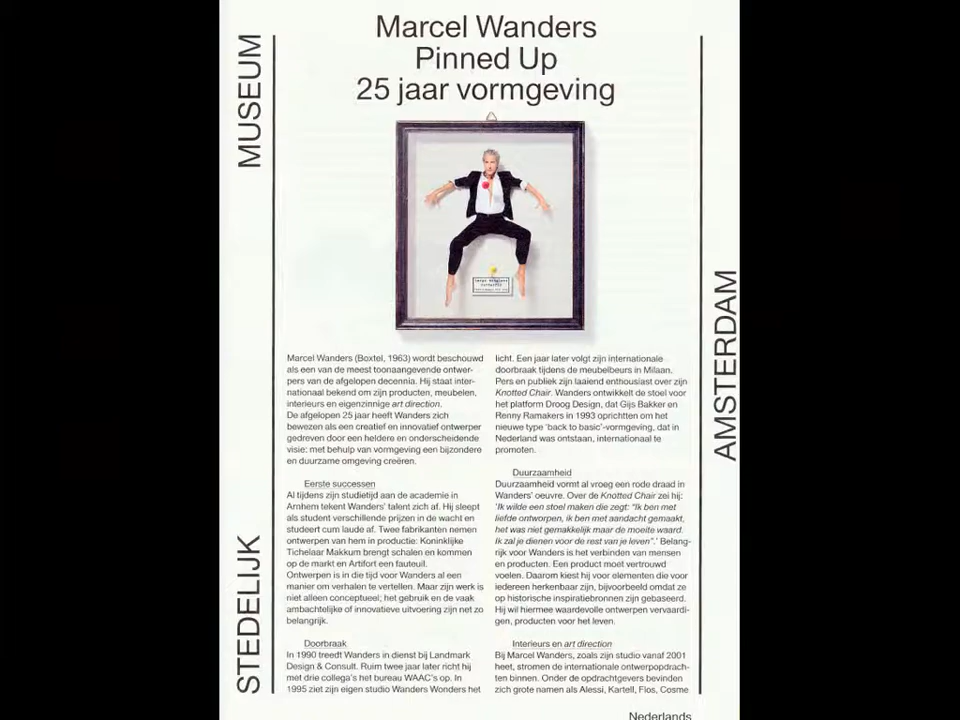 Marcel Wanders
Pinned Up
25 jaar vormgeving
MUSEUM
STEDELIJK
AMSTERDAM
Marcel Wanders (Boxtel, 1963) wordt beschouwd
als een van de meest toonaangevende ontwer-
pers van de afgelopen decennia. Hij staat inter-
nationaal bekend om zijn producten, meubelen,
interieurs en eigenzinnige art direction.
De afgelopen 25 jaar heeft Wanders zich
bewezen als een creatief en innovatief ontwerper
gedreven door een heldere en onderscheidende
visie: met behulp van vormgeving een bijzondere
en duurzame omgeving creëren.
Eerste successen
Al tijdens zijn studietijd aan de academie in
Arnhem tekent Wanders' talent zich af. Hij sleept
als student verschillende prijzen in de wacht en
studeert cum laude af. Twee fabrikanten nemen
ontwerpen van hem in productie: Koninklijke
Tichelaar Makkum brengt schalen en kommen
op de markt en Artifort een fauteuil.
Ontwerpen is in die tijd voor Wanders al een
manier om verhalen te vertellen. Maar zijn werk is
niet alleen conceptueel; het gebruik en de vaak
ambachtelijke of innovatieve uitvoering zijn net zo
belangrijk.
Doorbraak
In 1990 treedt Wanders in dienst bij Landmark
Design & Consult. Ruim twee jaar later richt hij
met drie collega's het bureau WAAC's op. In
1995 ziet zijn eigen studio Wanders Wonders het
licht. Een jaar later volgt zijn internationale
doorbraak tijdens de meubelbeurs in Milaan.
Pers en publiek zijn laaiend enthousiast over zijn
Knotted Chair. Wanders ontwikkelt de stoel voor
het platform Droog Design, dat Gijs Bakker en
Renny Ramakers in 1993 oprichtten om het
nieuwe type 'back to basic'-vormgeving, dat in
Nederland was ontstaan, internationaal te
promoten.
Duurzaamheid
Duurzaamheid vormt al vroeg een rode draad in
Wanders' oeuvre. Over de Knotted Chair zei hij:
'Ik wilde een stoel maken die zegt: "Ik ben met
liefde ontworpen, ik ben met aandacht gemaakt,
het was niet gemakkelijk maar de moeite waard.
Ik zal je dienen voor de rest van je leven".' Belang-
rijk voor Wanders is het verbinden van mensen
en producten. Een product moet vertrouwd
voelen. Daarom kiest hij voor elementen die voor
iedereen herkenbaar zijn, bijvoorbeeld omdat ze
op historische inspiratiebronnen zijn gebaseerd.
Hij wil hiermee waardevolle ontwerpen vervaardi-
gen, producten voor het leven.
Interieurs en art direction
Bij Marcel Wanders, zoals zijn studio vanaf 2001
heet, stromen de internationale ontwerpopdrach-
ten binnen. Onder de opdrachtgevers bevinden
zich grote namen als Alessi, Kartell, Flos, Cosme
Nederlands